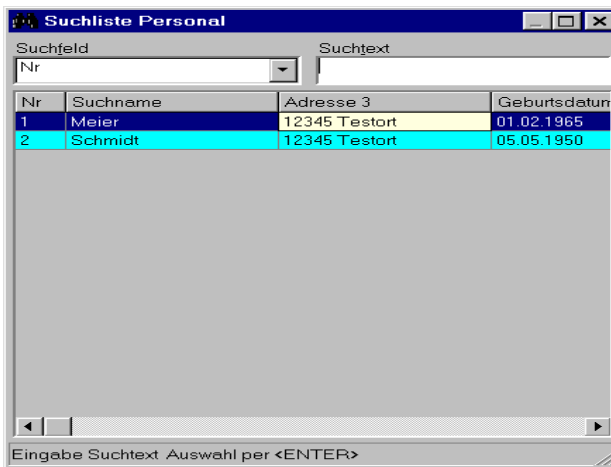 Suchliste Personal
Suchfeld Suchtext
Nr
Nr Suchname Adresse 3 Geburtsdatum
1 Meier 12345 Testort 01.02.1965
2 Schmidt 12345 Testort 05.05.1950
Eingabe Suchtext Auswahl per <ENTER>